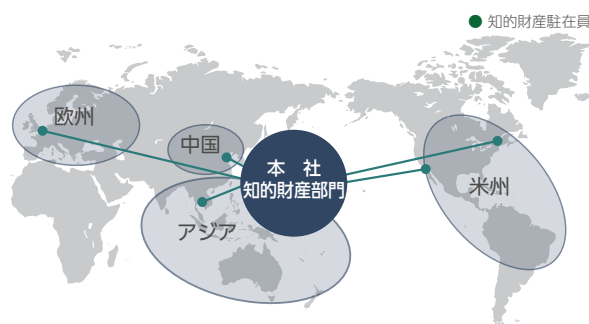 知的財産駐在員
欧州
中国
本 社
知的財産部門
米州
アジア